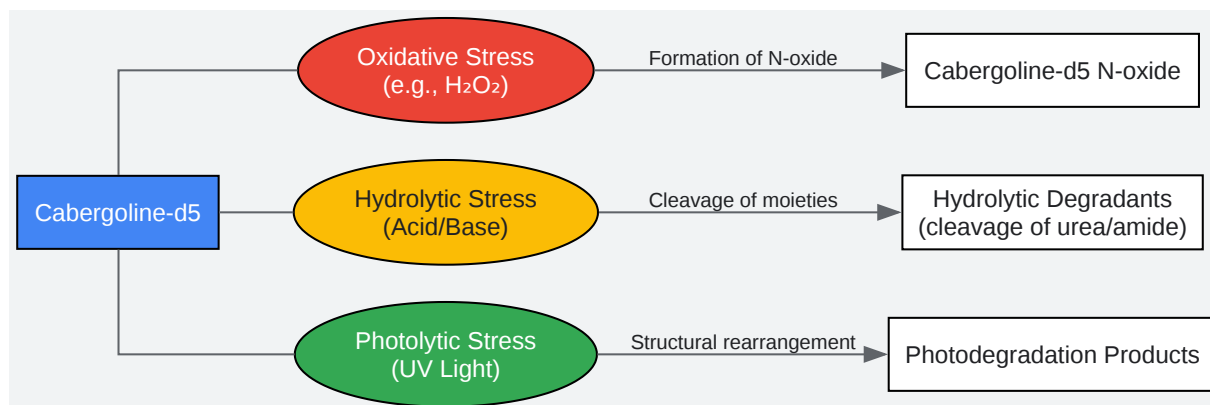 Oxidative Stress
(e.g., H₂O₂)
Formation of N-oxide
Cabergoline-d5 N-oxide
Cabergoline-d5
Hydrolytic Stress
(Acid/Base)
Cleavage of moieties
Hydrolytic Degradants
(cleavage of urea/amide)
Photolytic Stress
(UV Light)
Structural rearrangement
Photodegradation Products